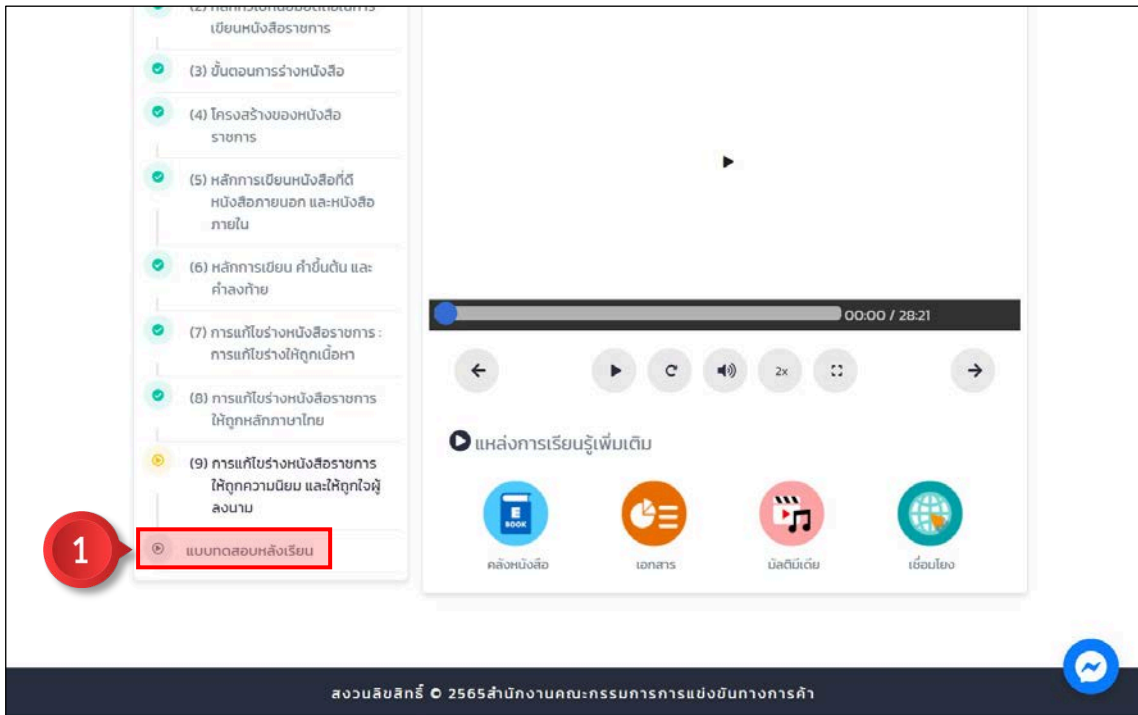 เขียนหนังสือราชการ
(3) ขั้นตอนการร่างหนังสือ
(4) โครงสร้างของหนังสือ
ราชการ
(5) หลักการเขียนหนังสือที่ดี
หนังสือภายนอก และหนังสือ
ภายใน
(6) หลักการเขียน คำขึ้นต้น และ
คำลงท้าย
(7) การแก้ไขร่างหนังสือราชการ :
การแก้ไขร่างให้ถูกเนื้อหา
(8) การแก้ไขร่างหนังสือราชการ
ให้ถูกหลักภาษาไทย
(9) การแก้ไขร่างหนังสือราชการ
ให้ถูกความนิยม และให้ถูกใจผู้
ลงนาม
1
แบบทดสอบหลังเรียน
00:00 / 28:21
2x
แหล่งการเรียนรู้เพิ่มเติม
E
BOOK
คลังหนังสือ
เอกสาร
มัลติมีเดีย
เชื่อมโยง
สงวนลิขสิทธิ์ © 2565สำนักงานคณะกรรมการการแข่งขันทางการค้า